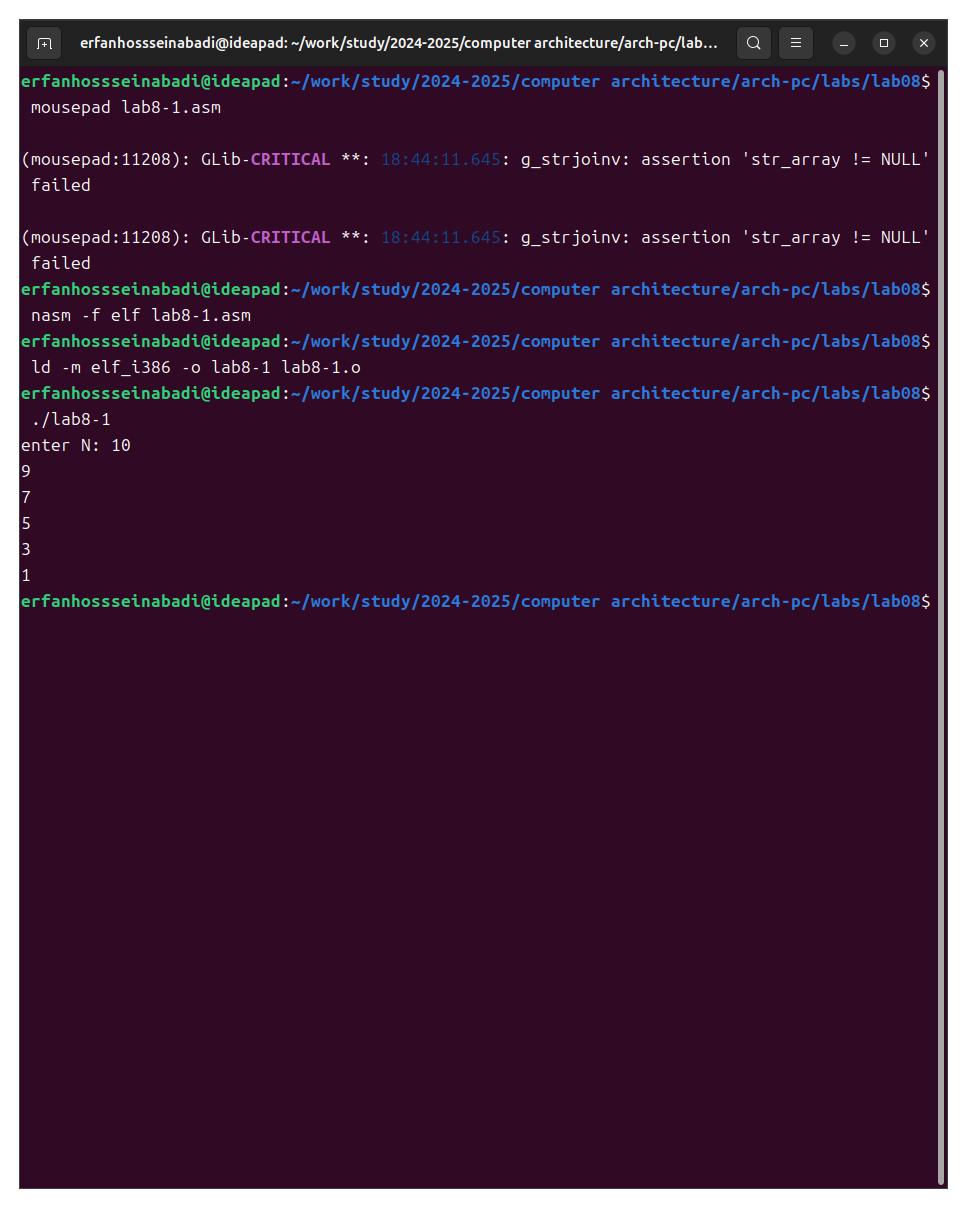 erfanhossseinabadi@ideapad: ~/work/study/2024-2025/computer architecture/arch-pc/lab...
erfanhossseinabadi@ideapad:~/work/study/2024-2025/computer architecture/arch-pc/labs/lab08$
mousepad lab8-1.asm
(mousepad:11208): GLib-CRITICAL **: 18:44:11.645: g_strjoinv: assertion 'str_array != NULL'
failed
(mousepad:11208): GLib-CRITICAL **: 18:44:11.645: g_strjoinv: assertion 'str_array != NULL'
failed
erfanhossseinabadi@ideapad:~/work/study/2024-2025/computer architecture/arch-pc/labs/lab08$
nasm -f elf lab8-1.asm
erfanhossseinabadi@ideapad:~/work/study/2024-2025/computer architecture/arch-pc/labs/lab08$
ld -m elf_i386 -o lab8-1 lab8-1.o
erfanhossseinabadi@ideapad:~/work/study/2024-2025/computer architecture/arch-pc/labs/lab08$
./lab8-1
enter N: 10
9
7
5
3
1
erfanhossseinabadi@ideapad:~/work/study/2024-2025/computer architecture/arch-pc/labs/lab08$